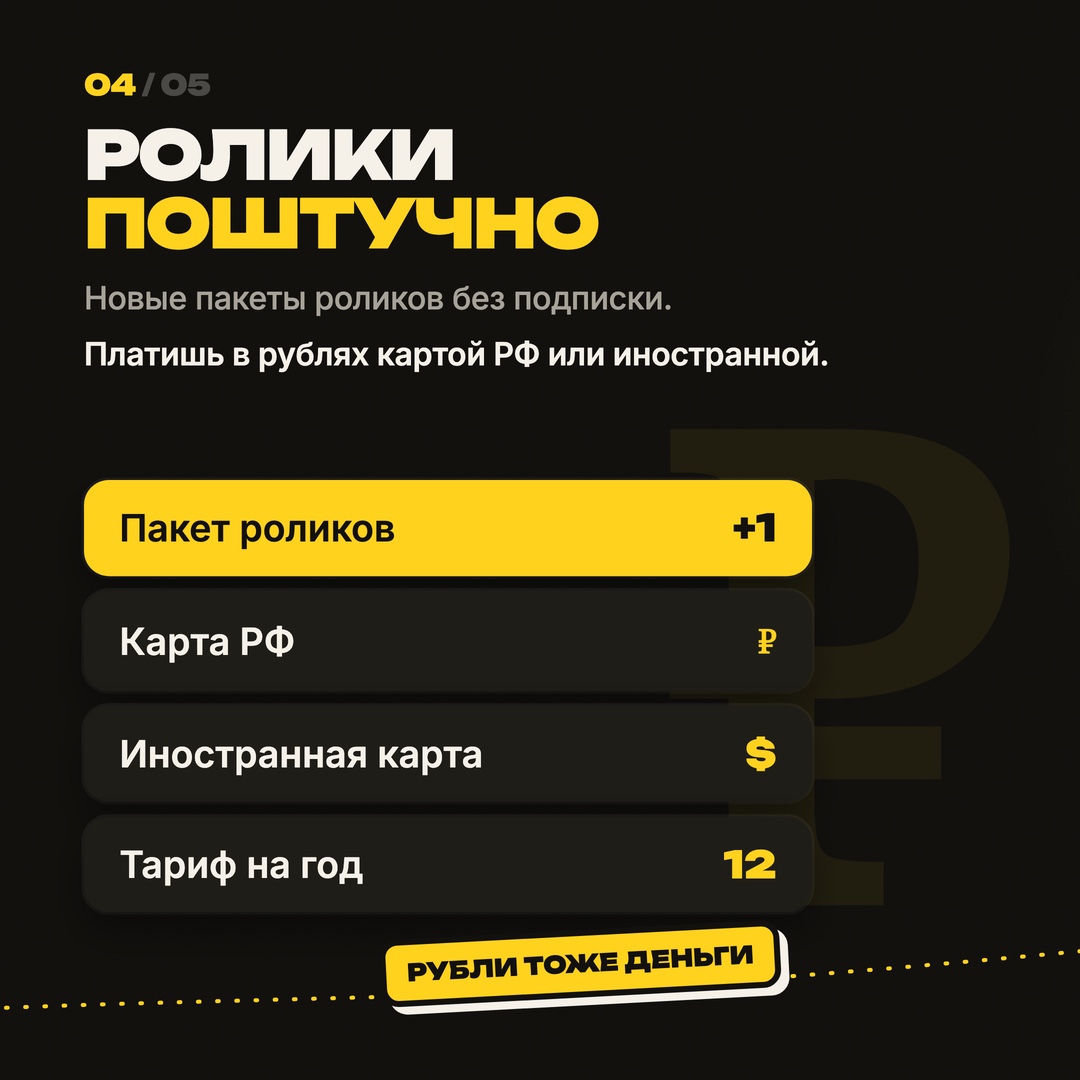 04 / 05
РОЛИКИ
ПОШТУЧНО
Новые пакеты роликов без подписки.
Платишь в рублях картой РФ или иностранной.
Пакет роликов +1
Карта РФ ₽
Иностранная карта $
Тариф на год 12
РУБЛИ ТОЖЕ ДЕНЬГИ